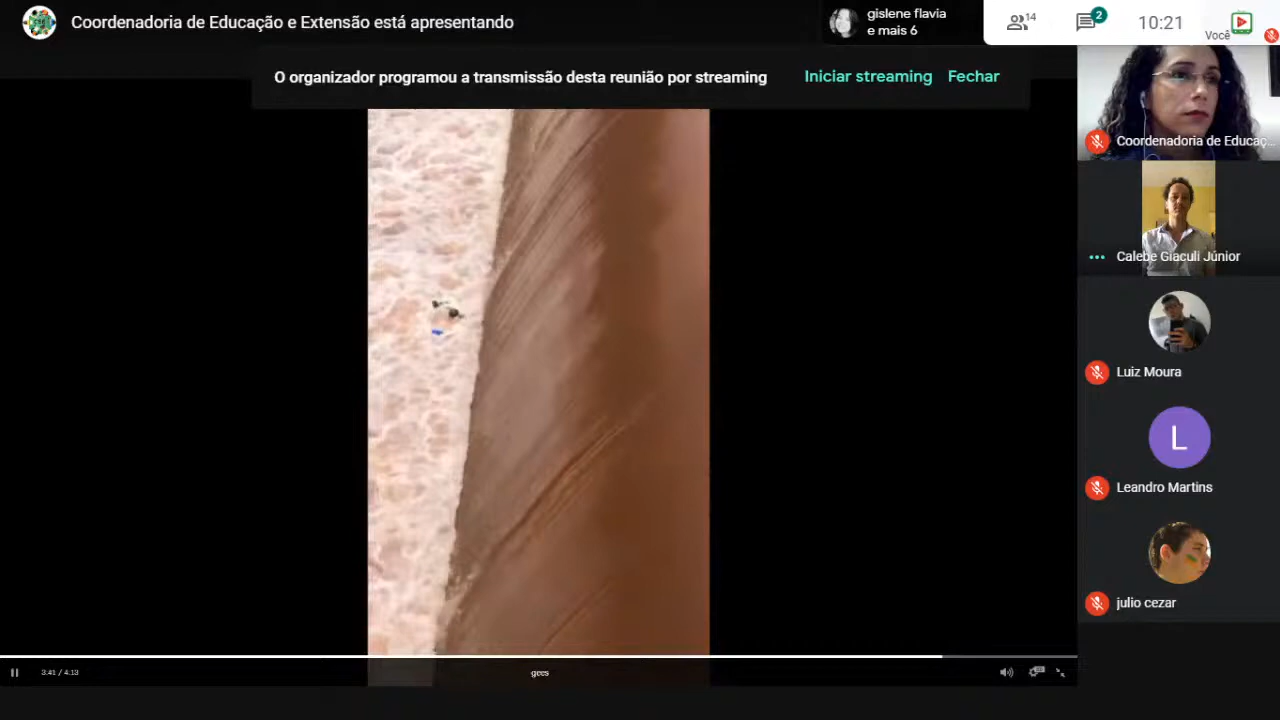 Coordenadoria de Educação e Extensão está apresentando
gislene flavia
e mais 6
14
2
10:21
Você
O organizador programou a transmissão desta reunião por streaming
Iniciar streaming
Fechar
Coordenadoria de Educaç...
Calebe Giaculi Júnior
Luiz Moura
L
Leandro Martins
julio cezar
3:41 / 4:13
gees